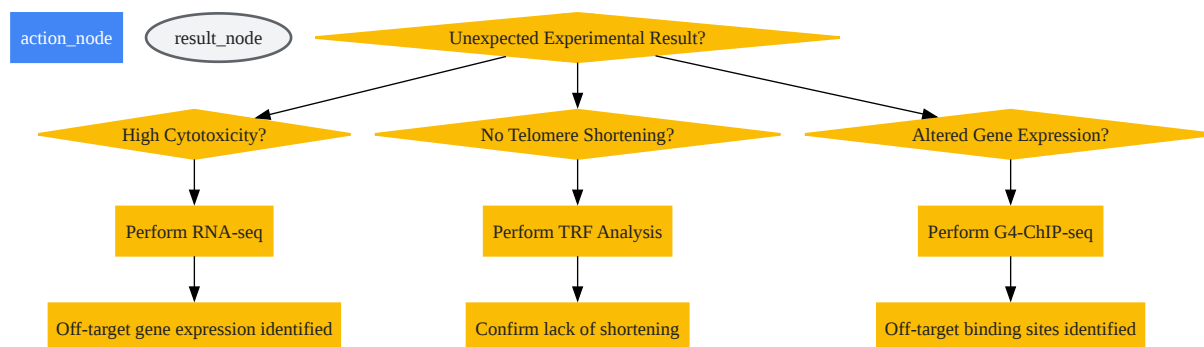 action_node
result_node
Unexpected Experimental Result?
High Cytotoxicity?
No Telomere Shortening?
Altered Gene Expression?
Perform RNA-seq
Perform TRF Analysis
Perform G4-ChIP-seq
Off-target gene expression identified
Confirm lack of shortening
Off-target binding sites identified